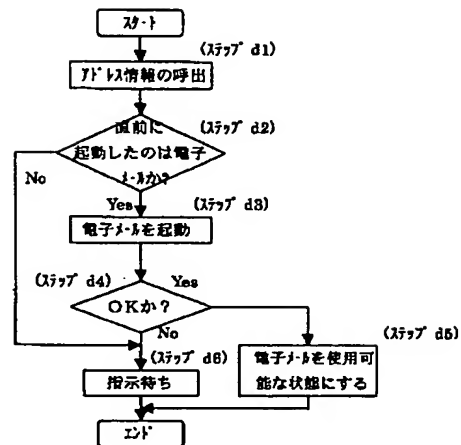 ｽﾀｰﾄ
(ｽﾃｯﾌﾟ d1)
ｱﾄﾞﾚｽ情報の呼出
(ｽﾃｯﾌﾟ d2)
直前に
起動したのは電子
ﾒｰﾙか?
No
Yes
(ｽﾃｯﾌﾟ d3)
電子ﾒｰﾙを起動
(ｽﾃｯﾌﾟ d4)
Yes
OKか?
No
(ｽﾃｯﾌﾟ d5)
(ｽﾃｯﾌﾟ d6)
電子ﾒｰﾙを使用可
能な状態にする
指示待ち
ｴﾝﾄﾞ